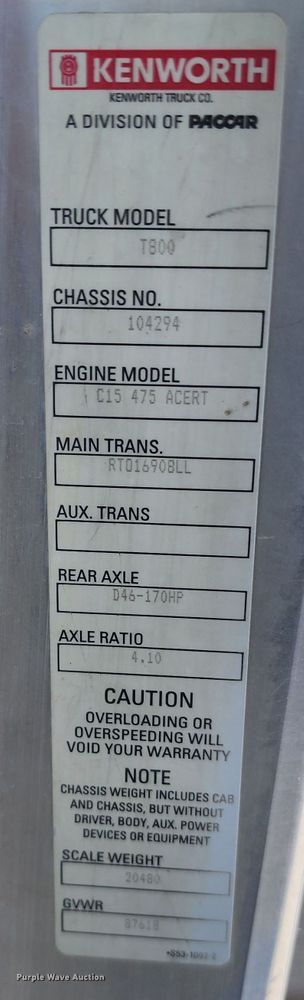 KENWORTH
KENWORTH TRUCK CO.
A DIVISION OF PACCAR
TRUCK MODEL
T800
CHASSIS NO.
104294
ENGINE MODEL
C15 475 ACERT
MAIN TRANS.
RTO16908LL
AUX. TRANS
REAR AXLE
D46-170HP
AXLE RATIO
4.10
CAUTION
OVERLOADING OR
OVERSPEEDING WILL
VOID YOUR WARRANTY
NOTE
CHASSIS WEIGHT INCLUDES CAB
AND CHASSIS, BUT WITHOUT
DRIVER, BODY, AUX. POWER
DEVICES OR EQUIPMENT
SCALE WEIGHT
20480
GVWR
Purple Wave Auction